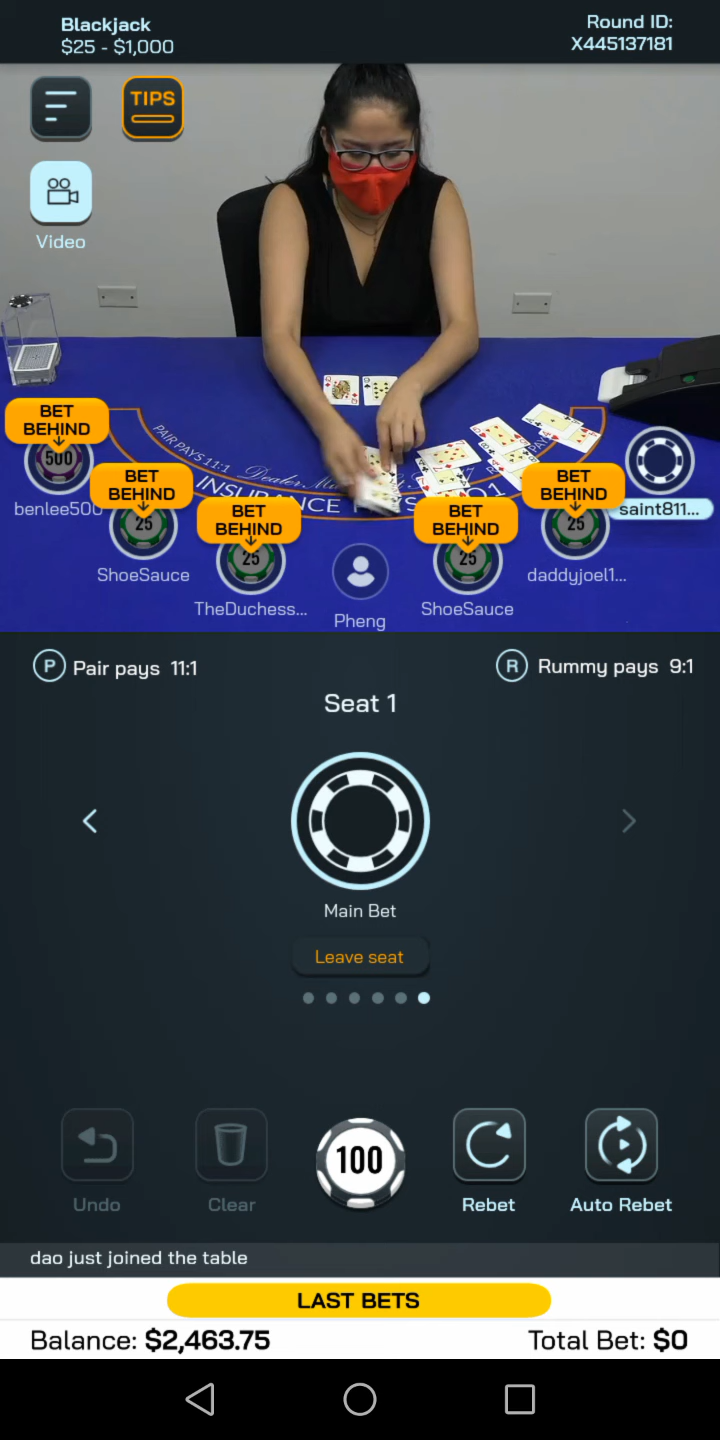 Blackjack
$25 - $1,000
Round ID:
X445137181
TIPS
Video
BET
BEHIND
500
benlee500
BET
BEHIND
25
ShoeSauce
BET
BEHIND
25
TheDuchess...
Pheng
BET
BEHIND
25
ShoeSauce
BET
BEHIND
25
daddyjoel1...
saint811...
PAIR PAYS 11:1
Dealer
INSURANCE
P Pair pays 11:1
R Rummy pays 9:1
Seat 1
Main Bet
Leave seat
100
Undo
Clear
Rebet
Auto Rebet
dao just joined the table
LAST BETS
Balance: $2,463.75
Total Bet: $0